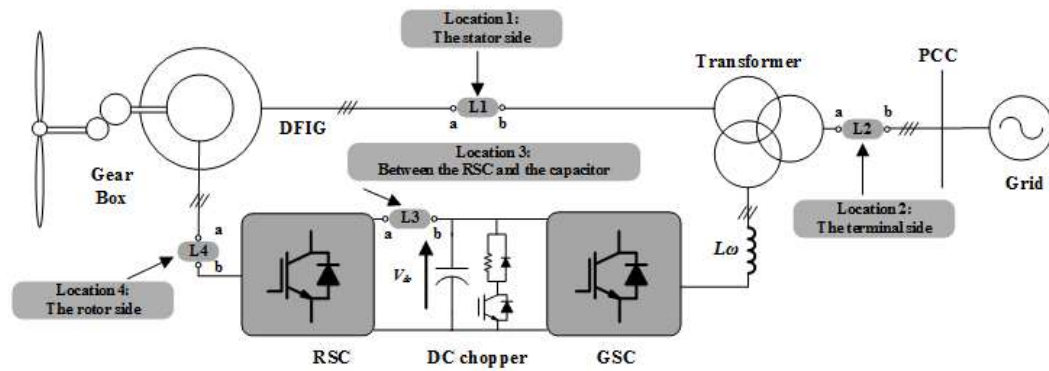 Location 1:
The stator side
Transformer
PCC
L1
a
b
DFIG
a
L2
b
Grid
Gear
Box
Location 3:
Between the RSC and the capacitor
Location 2:
The terminal side
a
L4
b
L3
a
b
Vdc
Lω
Location 4:
The rotor side
RSC
DC chopper
GSC